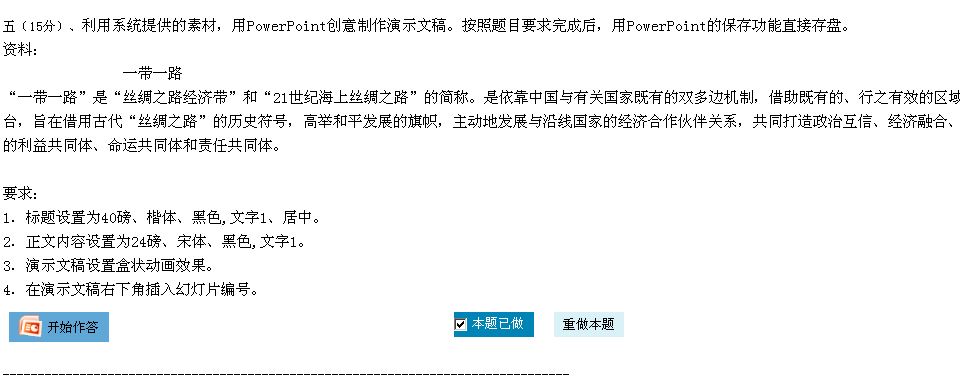 五（15分）、利用系统提供的素材，用PowerPoint创意制作演示文稿。按照题目要求完成后，用PowerPoint的保存功能直接存盘。
资料：
一带一路
“一带一路”是“丝绸之路经济带”和“21世纪海上丝绸之路”的简称。是依靠中国与有关国家既有的双多边机制，借助既有的、行之有效的区域
台，旨在借用古代“丝绸之路”的历史符号，高举和平发展的旗帜，主动地发展与沿线国家的经济合作伙伴关系，共同打造政治互信、经济融合、
的利益共同体、命运共同体和责任共同体。
要求：
1. 标题设置为40磅、楷体、黑色,文字1、居中。
2. 正文内容设置为24磅、宋体、黑色,文字1。
3. 演示文稿设置盒状动画效果。
4. 在演示文稿右下角插入幻灯片编号。
开始作答 本题已做 重做本题